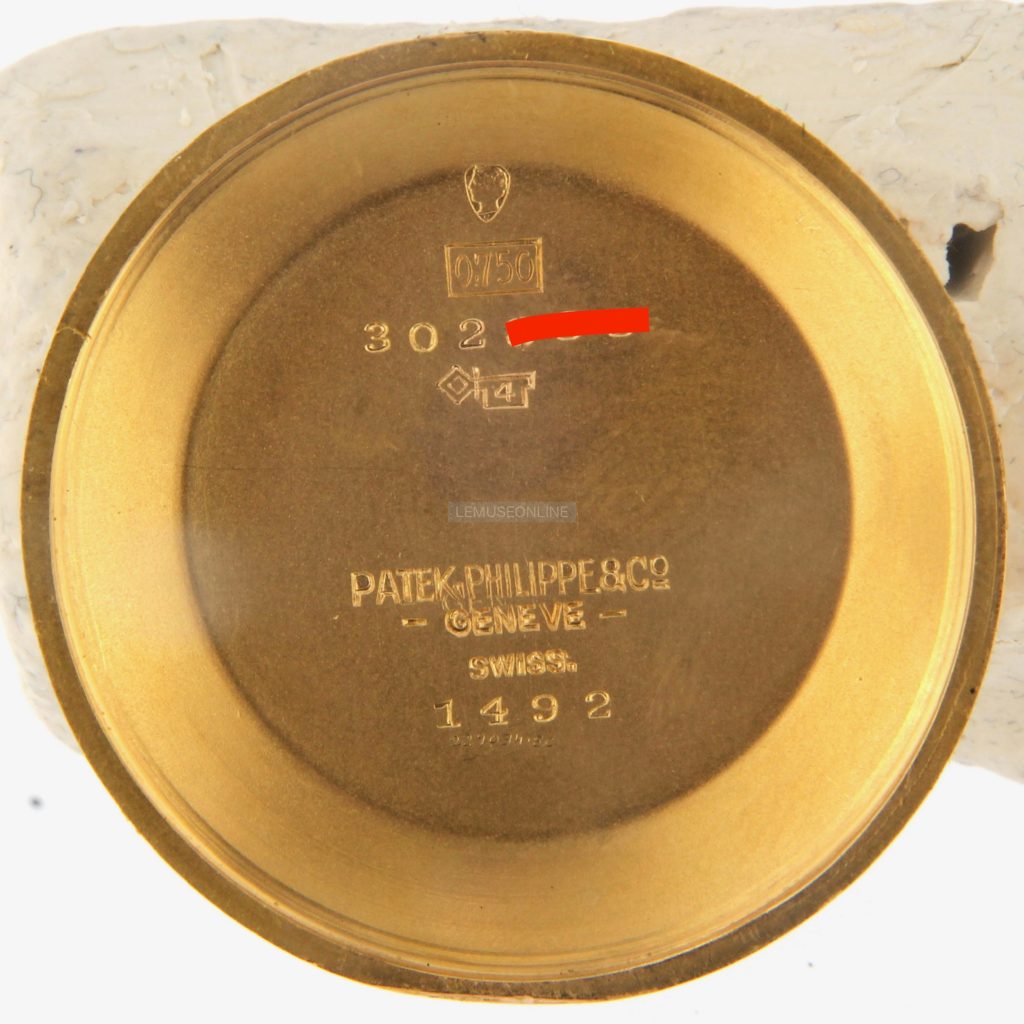 0.750
302
4
LEMUSEONLINE
PATEK, PHILIPPE & Cº
- GENEVE -
SWISS.
1492